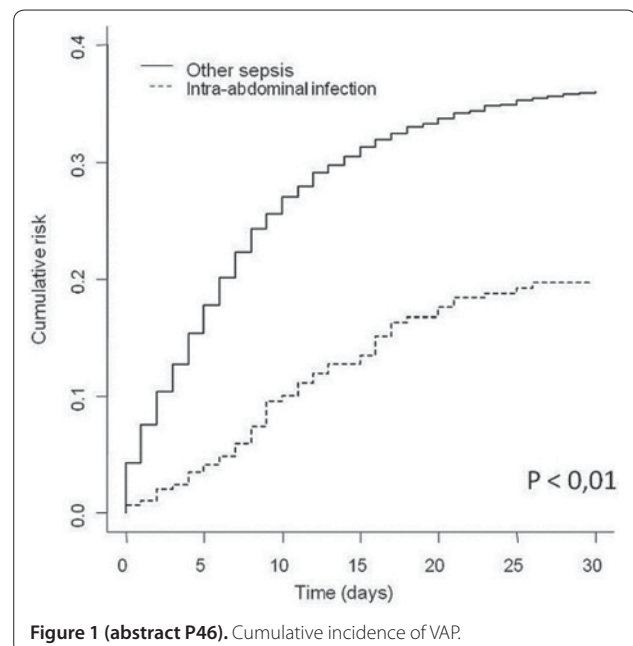 0.4
Other sepsis
Intra-abdominal infection
0.3
Cumulative risk
0.2
0.1
P < 0,01
0.0
0 5 10 15 20 25 30
Time (days)
Figure 1 (abstract P46). Cumulative incidence of VAP.